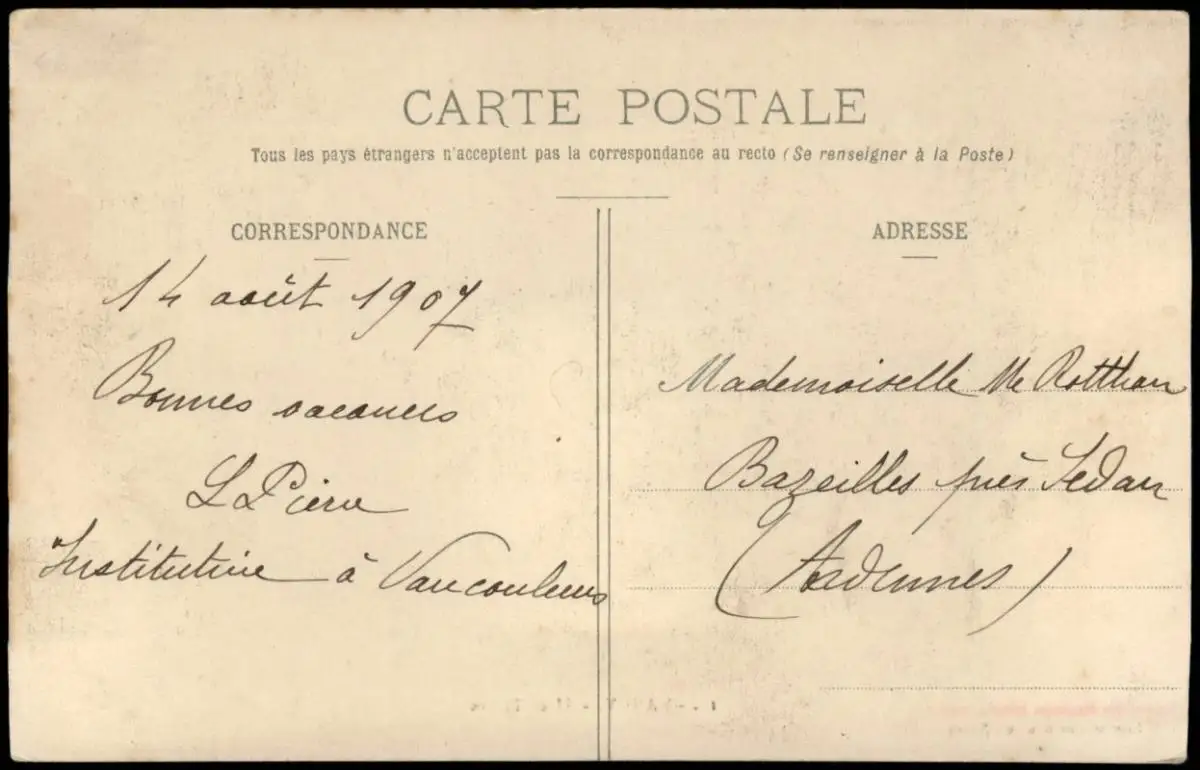 CARTE POSTALE
Tous les pays étrangers n'acceptent pas la correspondance au recto (Se renseigner à la Poste)
CORRESPONDANCE
14 août 1907
Bonnes vacances
L Pierre
Institutrice à Vaucouleurs
ADRESSE
Mademoiselle M
Bazeilles près Sedan
(Ardennes)